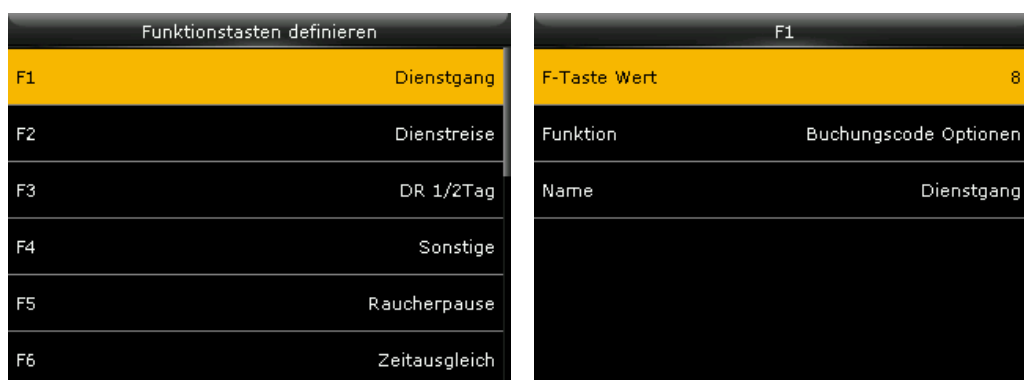 Funktionstasten definieren
F1 Dienstgang
F2 Dienstreise
F3 DR 1/2Tag
F4 Sonstige
F5 Raucherpause
F6 Zeitausgleich
F1
F-Taste Wert 8
Funktion Buchungscode Optionen
Name Dienstgang